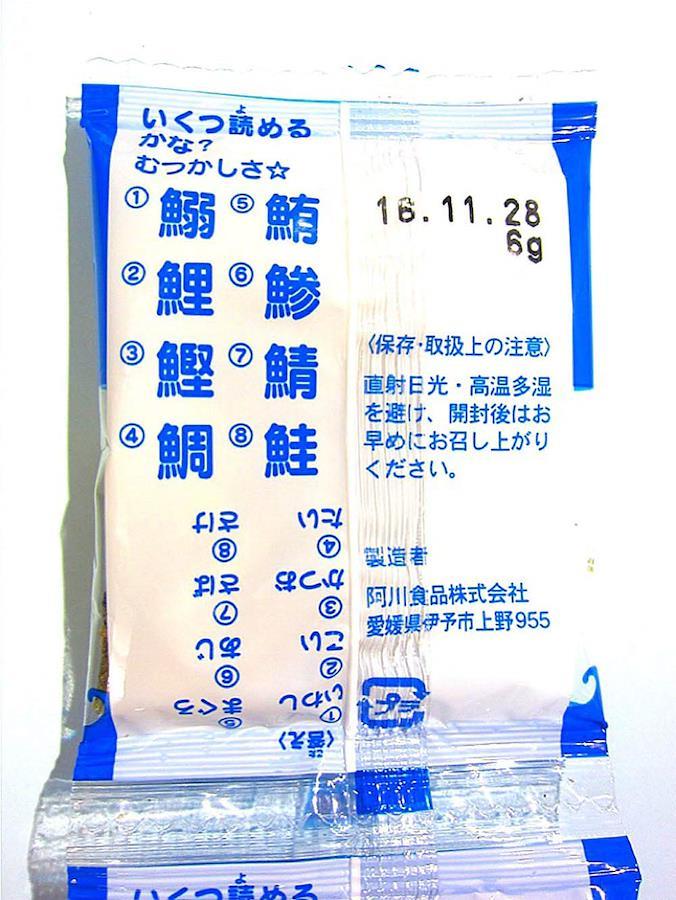 いくつ読める
よ
かな?
むつかしさ☆
① 鰯 ⑤ 鮪
② 鯉 ⑥ 鯵
③ 鰹 ⑦ 鯖
④ 鯛 ⑧ 鮭
16.11.28
6g
〈保存・取扱上の注意〉
直射日光・高温多湿
を避け、開封後はお
早めにお召し上がり
ください。
製造者
阿川食品株式会社
愛媛県伊予市上野955
プラ
〈答え〉
こた
①いわし ⑤まぐろ
②こい ⑥あじ
③かつお ⑦さば
④たい ⑧さけ
いくつ読める
よ